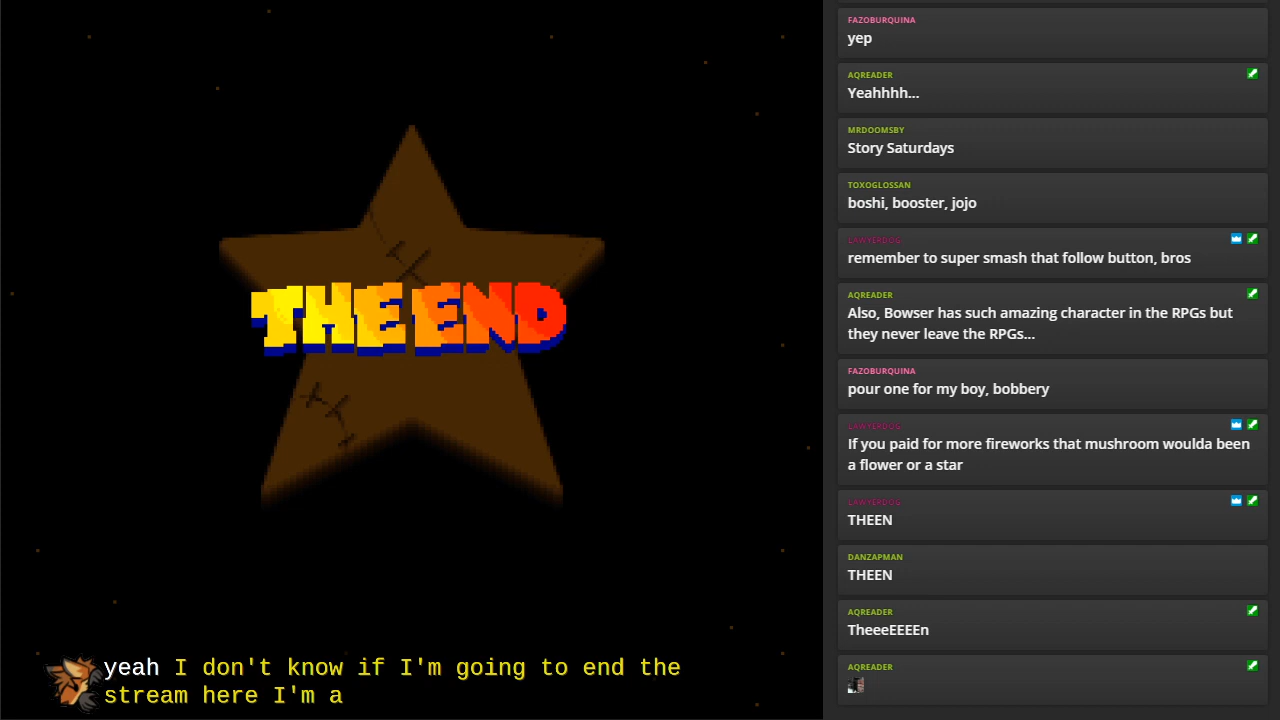 THE END
yeah I don't know if I'm going to end the
stream here I'm a
FAZOBURQUINA
yep
AQREADER
Yeahhhh...
MRDOOMSBY
Story Saturdays
TOXOGLOSSAN
boshi, booster, jojo
LAWYERDOG
remember to super smash that follow button, bros
AQREADER
Also, Bowser has such amazing character in the RPGs but
they never leave the RPGs...
FAZOBURQUINA
pour one for my boy, bobbery
LAWYERDOG
If you paid for more fireworks that mushroom woulda been
a flower or a star
LAWYERDOG
THEEN
DANZAPMAN
THEEN
AQREADER
TheeeEEEEn
AQREADER